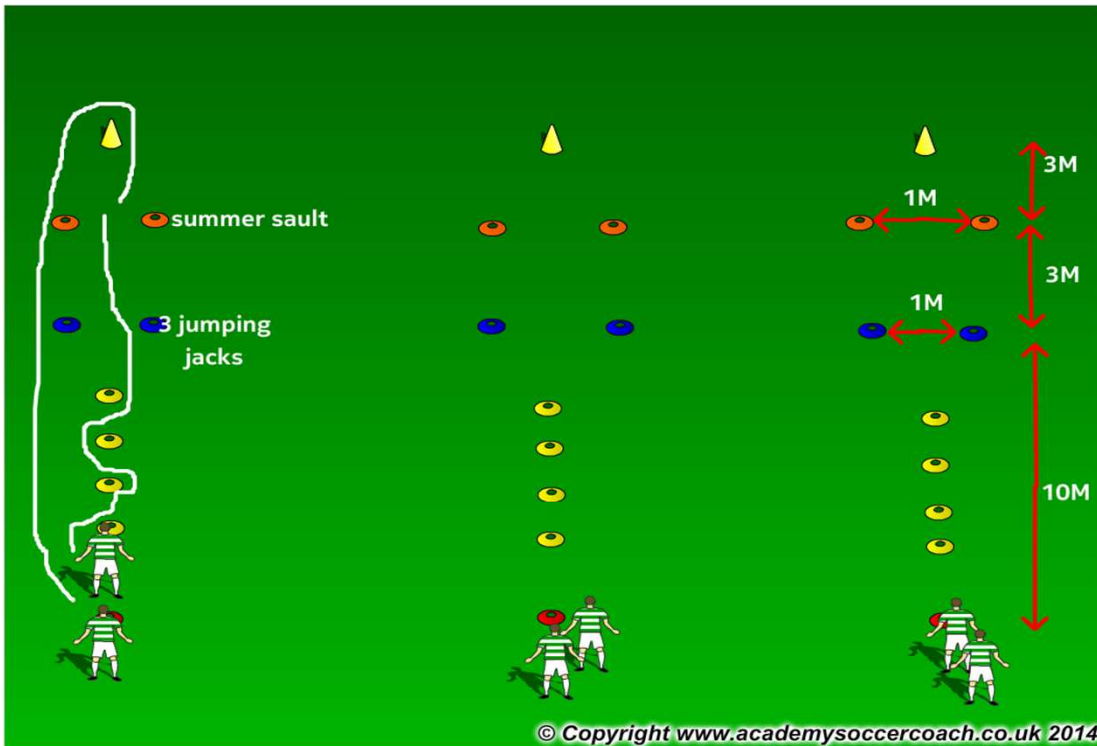 3M
1M
summer sault
3M
1M
3 jumping
jacks
10M
© Copyright www.academysoccercoach.co.uk 2014